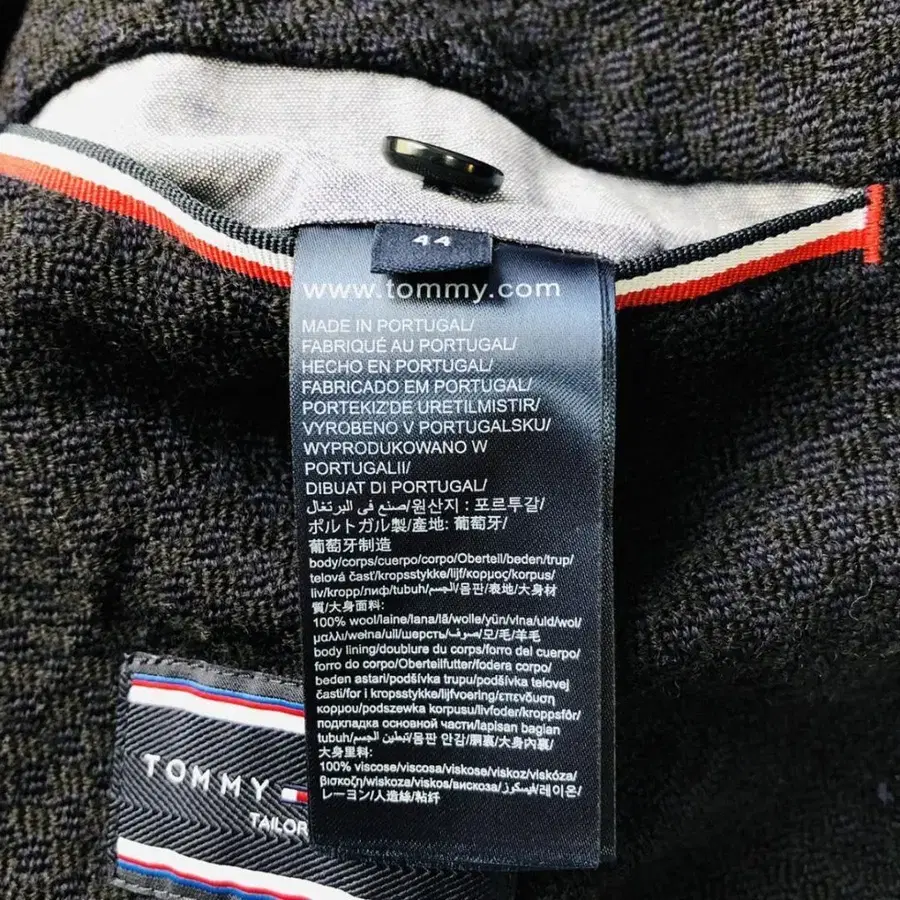 44
www.tommy.com
MADE IN PORTUGAL/
FABRIQUÉ AU PORTUGAL/
HECHO EN PORTUGAL/
FABRICADO EM PORTUGAL/
PORTEKIZ'DE URETILMISTIR/
VYROBENO V PORTUGALSKU/
WYPRODUKOWANO W
PORTUGALII/
DIBUAT DI PORTUGAL/
صنع في البرتغال/원산지 : 포르투갈/
ポルトガル製/產地: 葡萄牙/
葡萄牙制造
body/corps/cuerpo/corpo/Oberteil/beden/trup/
telová časť/kropsstykke/lijf/κορμος/korpus/
liv/kropp/лиф/tubuh/الجسم/몸판/表地/大身材
質/大身面料:
100% wool/laine/lana/lã/wolle/yün/vlna/uld/wol/
μαλλι/wełna/ull/шерсть/صوف/모/毛/羊毛
body lining/doublure du corps/forro del cuerpo/
forro do corpo/Oberteilfutter/fodera corpo/
beden astari/podšívka trupu/podšívka telovej
časti/for i kropsstykke/lijfvoering/επενδυση
κορμου/podszewka korpusu/livfoder/kroppsfôr/
подкладка основной части/lapisan bagian
tubuh/تبطين الجسم/몸판 안감/胴裏/大身內裏/
大身里料:
100% viscose/viscosa/viskose/viskoz/viskóza/
βισκοζη/wiskoza/viskos/вискоза/فيسكوز/레이온/
レーヨン/人造絲/粘纤
TOMMY
TAILOR